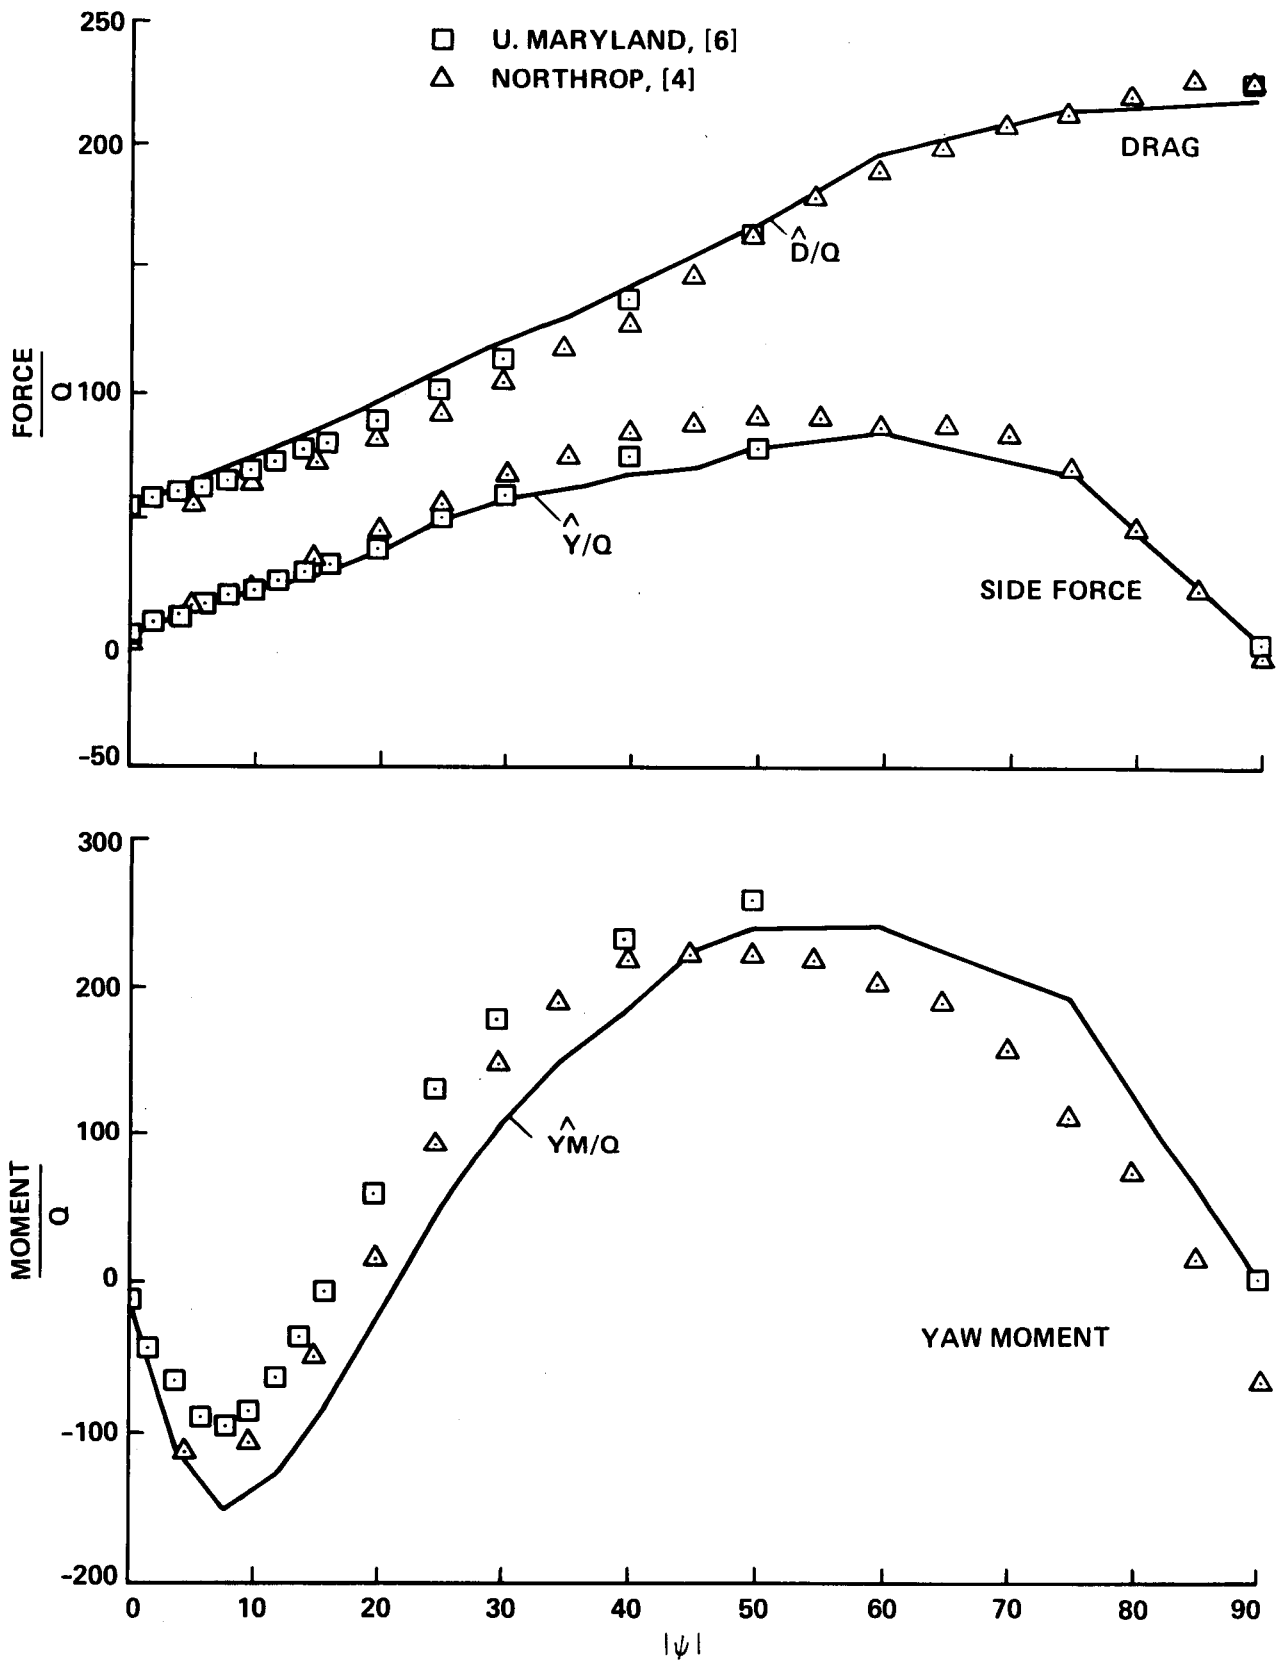 250
U. MARYLAND, [6]
NORTHROP, [4]
200
DRAG
D̂/Q
FORCE
Q
100
Ŷ/Q
SIDE FORCE
0
-50
300
200
100
YM̂/Q
MOMENT
Q
0
YAW MOMENT
-100
-200
0 10 20 30 40 50 60 70 80 90
|ψ|